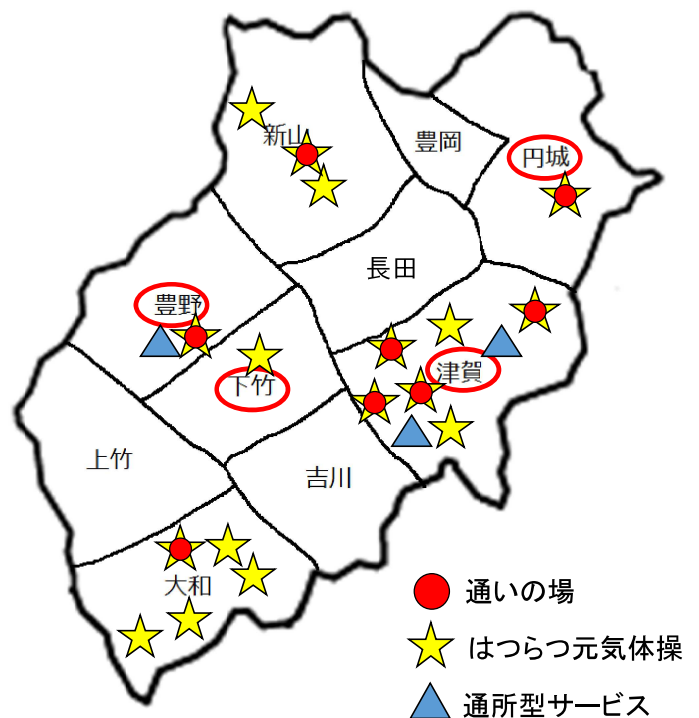 新山
豊岡
円城
長田
豊野
津賀
下竹
上竹
吉川
大和
通いの場
はつらつ元気体操
通所型サービス